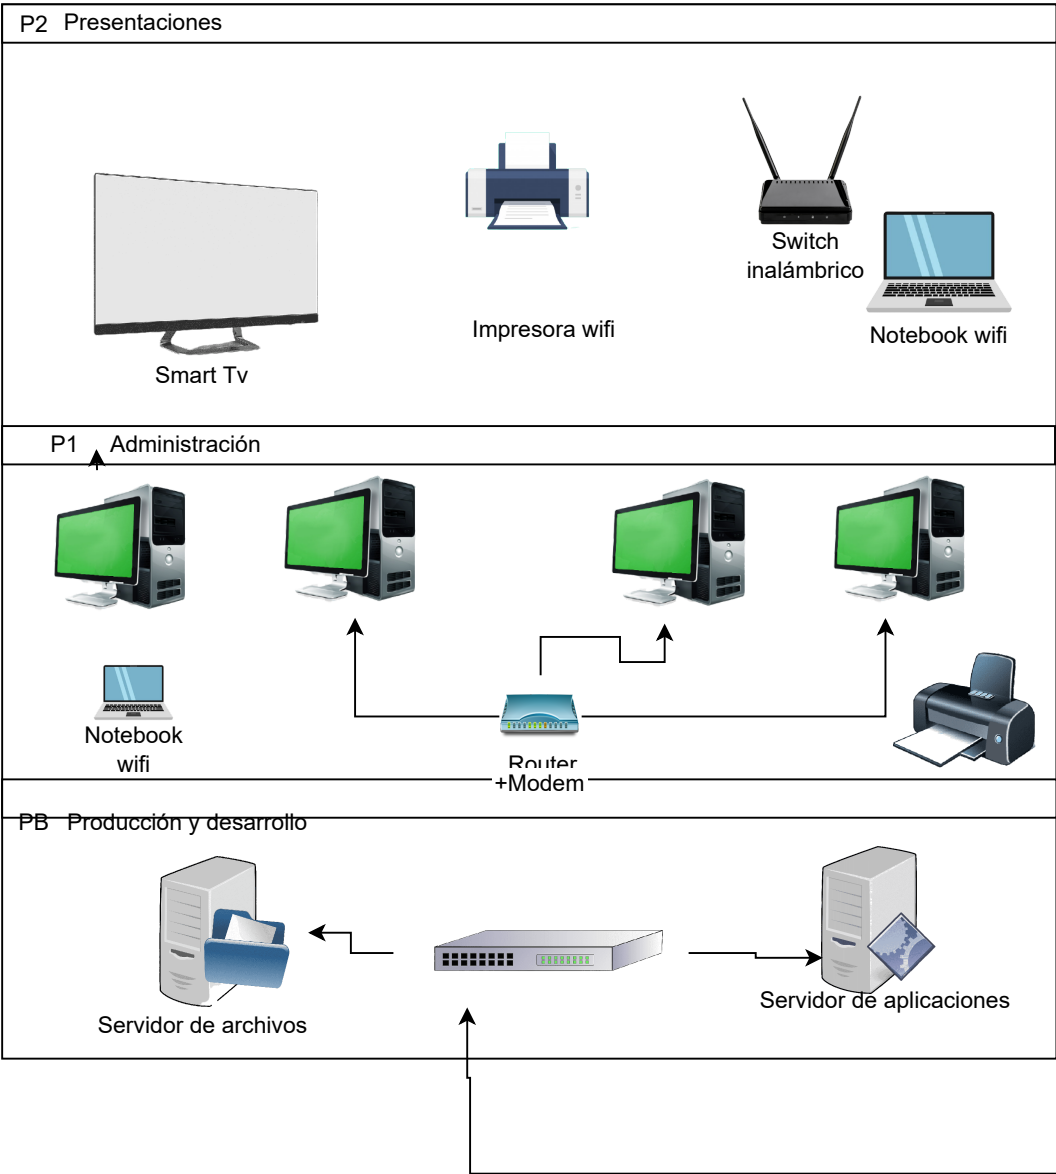 P2 Presentaciones
Switch
inalámbrico
Impresora wifi
Notebook wifi
Smart Tv
P1 Administración
Notebook
wifi
Router
+Modem
PB Producción y desarrollo
Servidor de archivos
Servidor de aplicaciones